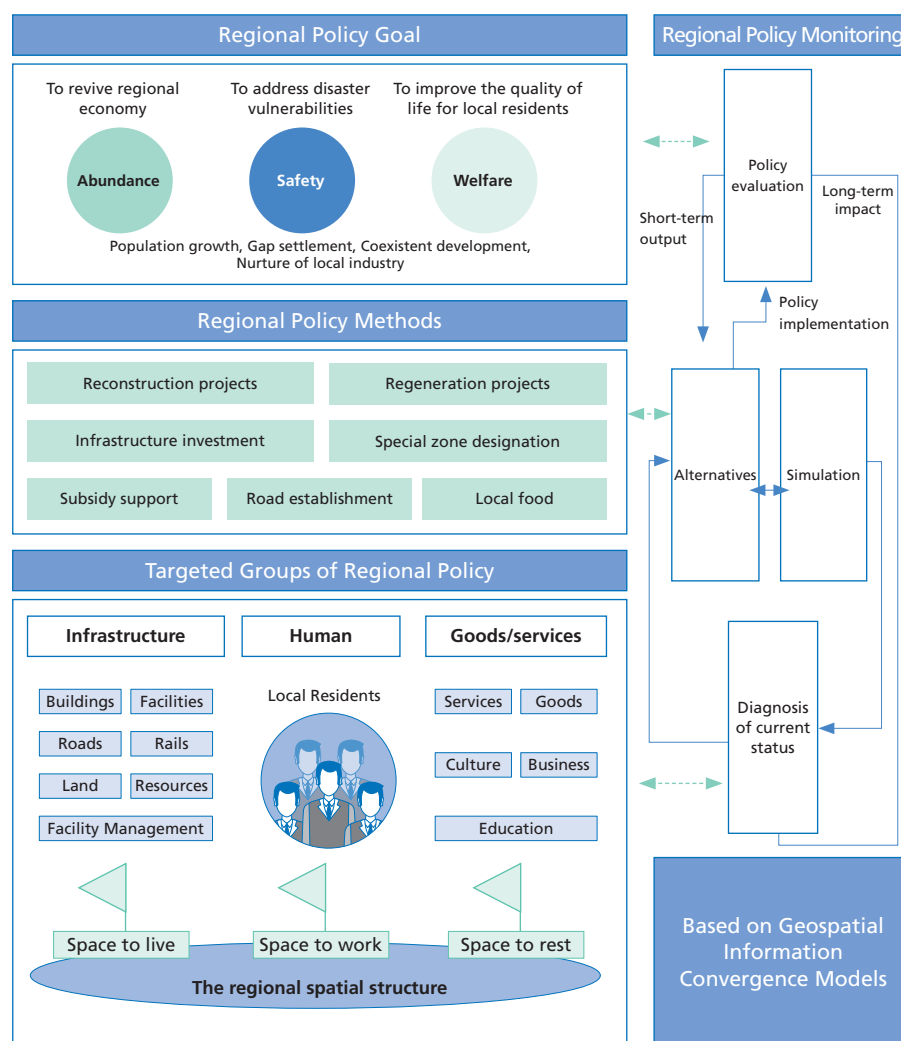 Regional Policy Goal
To revive regional
economy
To address disaster
vulnerabilities
To improve the quality of
life for local residents
Abundance
Safety
Welfare
Population growth, Gap settlement, Coexistent development,
Nurture of local industry
Regional Policy Methods
Reconstruction projects
Regeneration projects
Infrastructure investment
Special zone designation
Subsidy support
Road establishment
Local food
Targeted Groups of Regional Policy
Infrastructure
Human
Goods/services
Buildings
Facilities
Roads
Rails
Land
Resources
Facility Management
Local Residents
Services
Goods
Culture
Business
Education
Space to live
Space to work
Space to rest
The regional spatial structure
Regional Policy Monitoring
Policy
evaluation
Short-term
output
Long-term
impact
Policy
implementation
Alternatives
Simulation
Diagnosis
of current
status
Based on Geospatial
Information
Convergence Models